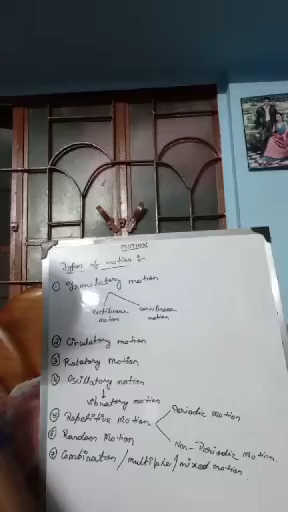 MOTION
Types of motion :-
① Translatory motion
Rectilinear motion
curvilinear motion
② Circulatory motion
③ Rotatory motion
④ Oscillatory motion
vibratory motion
Periodic motion
⑤ Repetitive motion
⑥ Random Motion
Non-Periodic Motion.
⑦ Combination / multiple / mixed motion.